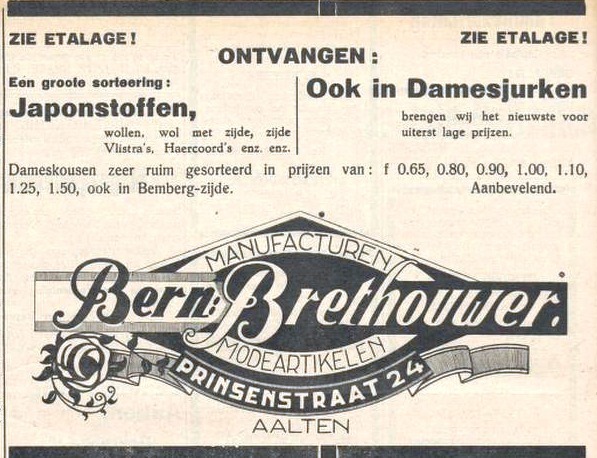 ZIE ETALAGE!
ZIE ETALAGE!
ONTVANGEN:
Een groote sorteering:
Japonstoffen,
wollen, wol met zijde, zijde
Vlistra's, Haercoord's enz. enz.
Ook in Damesjurken
brengen wij het nieuwste voor
uiterst lage prijzen.
Dameskousen zeer ruim gesorteerd in prijzen van: f 0.65, 0.80, 0.90, 1.00, 1.10,
1.25, 1.50, ook in Bemberg-zijde. Aanbevelend.
MANUFACTUREN
Bern: Brethouwer.
MODEARTIKELEN
PRINSENSTRAAT 24
AALTEN